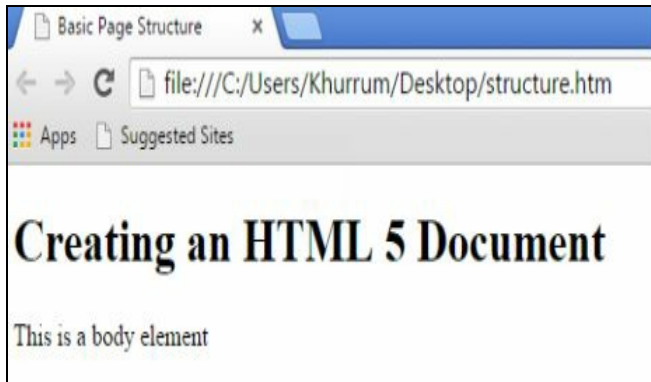 Basic Page Structure ×
file:///C:/Users/Khurrum/Desktop/structure.htm
Apps Suggested Sites
Creating an HTML 5 Document
This is a body element